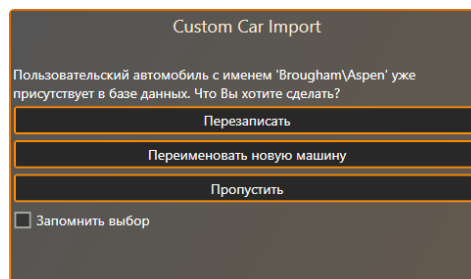 Custom Car Import
Пользовательский автомобиль с именем 'Brougham\Aspen' уже
присутствует в базе данных. Что Вы хотите сделать?
Перезаписать
Переименовать новую машину
Пропустить
Запомнить выбор